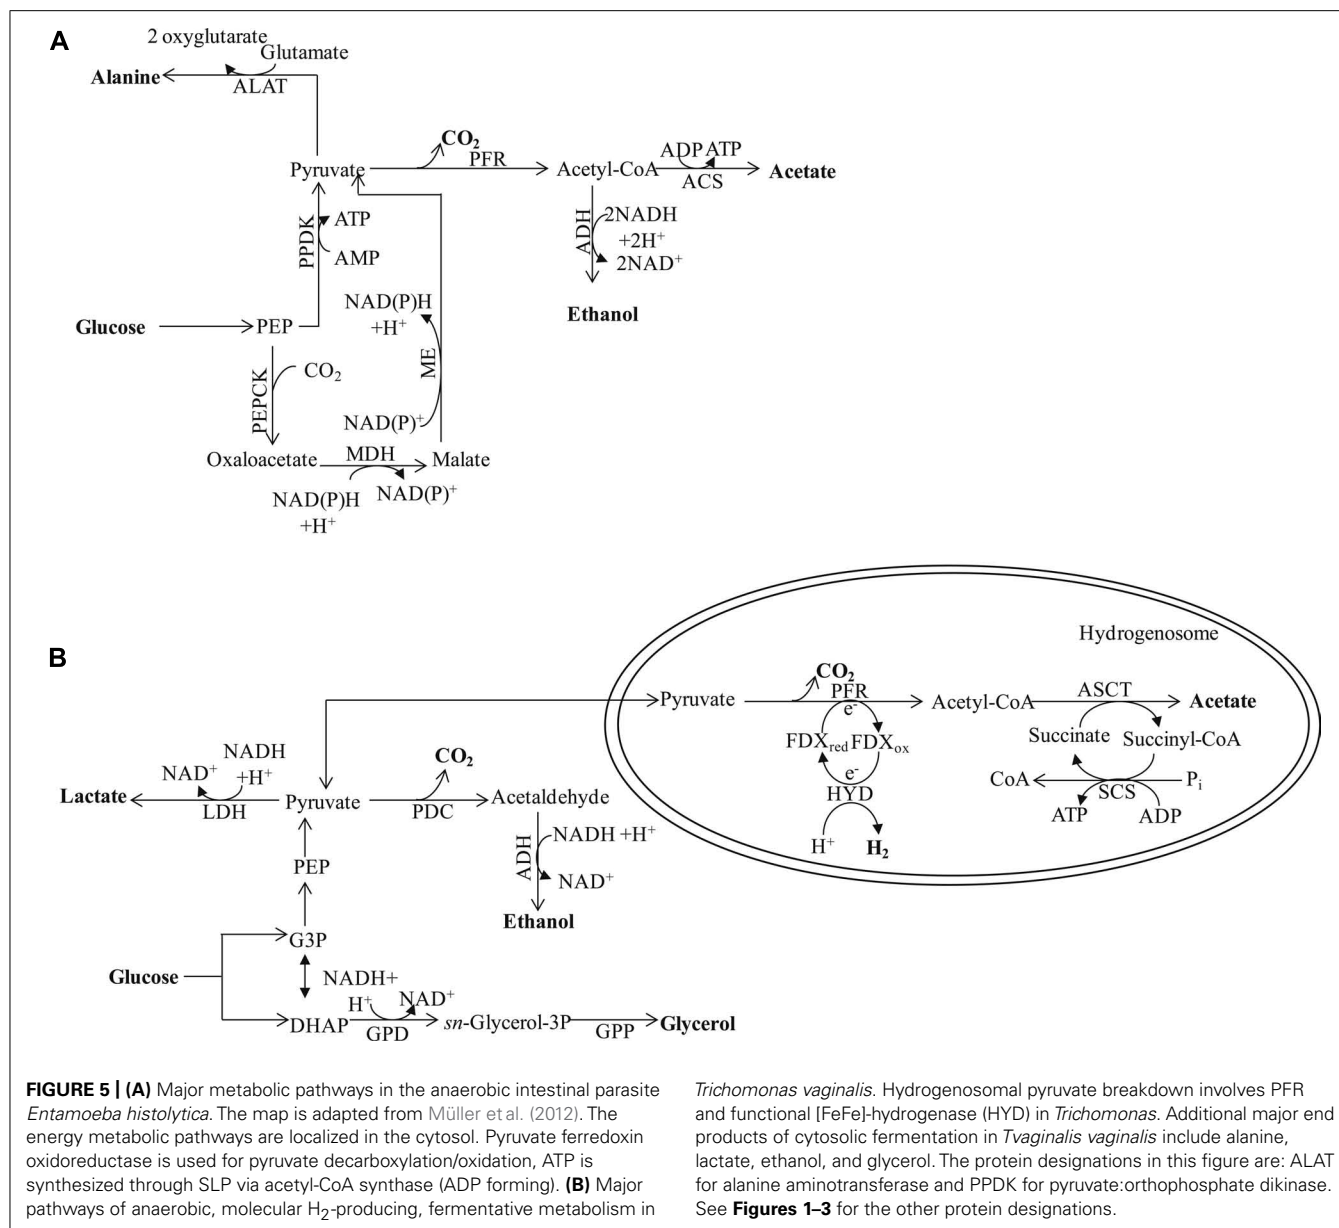 A
2 oxyglutarate
Glutamate
Alanine
ALAT
CO2
PFR
ADP ATP
Pyruvate
Acetyl-CoA
ACS
Acetate
PPDK
ATP
AMP
ADH
2NADH
+2H+
2NAD+
Ethanol
NAD(P)H
+H+
Glucose
PEP
ME
PEPCK
CO2
NAD(P)+
Oxaloacetate
MDH
Malate
NAD(P)H
+H+
NAD(P)+
B
Hydrogenosome
Pyruvate
CO2
PFR
e-
Acetyl-CoA
ASCT
Acetate
FDXred FDXox
Succinate
Succinyl-CoA
e-
HYD
CoA
SCS
Pi
ATP
ADP
H+
H2
NADH
+H+
NAD+
CO2
Lactate
LDH
Pyruvate
PDC
Acetaldehyde
PEP
ADH
NADH +H+
NAD+
Ethanol
G3P
Glucose
NADH+
H+
NAD+
DHAP
GPD
sn-Glycerol-3P
GPP
Glycerol
FIGURE 5 | (A) Major metabolic pathways in the anaerobic intestinal parasite
Entamoeba histolytica. The map is adapted from Müller et al. (2012). The
energy metabolic pathways are localized in the cytosol. Pyruvate ferredoxin
oxidoreductase is used for pyruvate decarboxylation/oxidation, ATP is
synthesized through SLP via acetyl-CoA synthase (ADP forming). (B) Major
pathways of anaerobic, molecular H2-producing, fermentative metabolism in
Trichomonas vaginalis. Hydrogenosomal pyruvate breakdown involves PFR
and functional [FeFe]-hydrogenase (HYD) in Trichomonas. Additional major end
products of cytosolic fermentation in Tvaginalis vaginalis include alanine,
lactate, ethanol, and glycerol. The protein designations in this figure are: ALAT
for alanine aminotransferase and PPDK for pyruvate:orthophosphate dikinase.
See Figures 1–3 for the other protein designations.